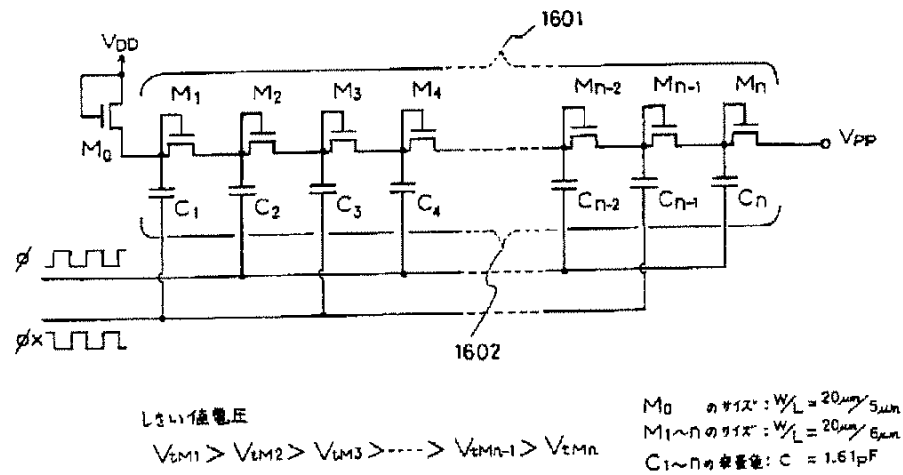 1601
VDD
M1 M2 M3 M4 Mn-2 Mn-1 Mn
M0
VPP
C1 C2 C3 C4 Cn-2 Cn-1 Cn
ø
øx
1602
しきい値電圧
VtM1 > VtM2 > VtM3 > ---- > VtMn-1 > VtMn
M0 のサイズ : W/L = 20μm/5μm
M1~n のサイズ : W/L = 20μm/6μm
C1~n の容量値 : C = 1.61pF